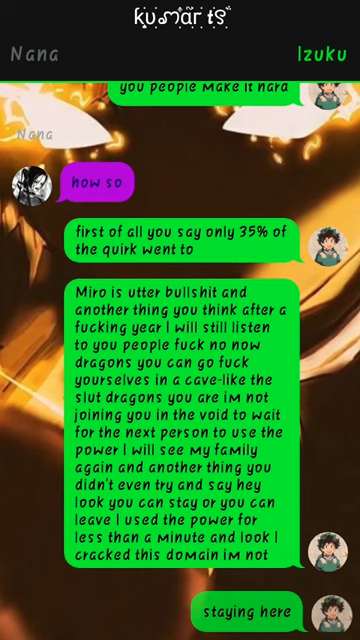 kumar ts
Nana
Izuku
you people make it hard
Nana
how so
first of all you say only 35% of
the quirk went to
Miro is utter bullshit and
another thing you think after a
fucking year I will still listen
to you people fuck no now
dragons you can go fuck
yourselves in a cave-like the
slut dragons you are im not
joining you in the void to wait
for the next person to use the
power I will see my family
again and another thing you
didn't even try and say hey
look you can stay or you can
leave I used the power for
less than a minute and look I
cracked this domain im not
staying here